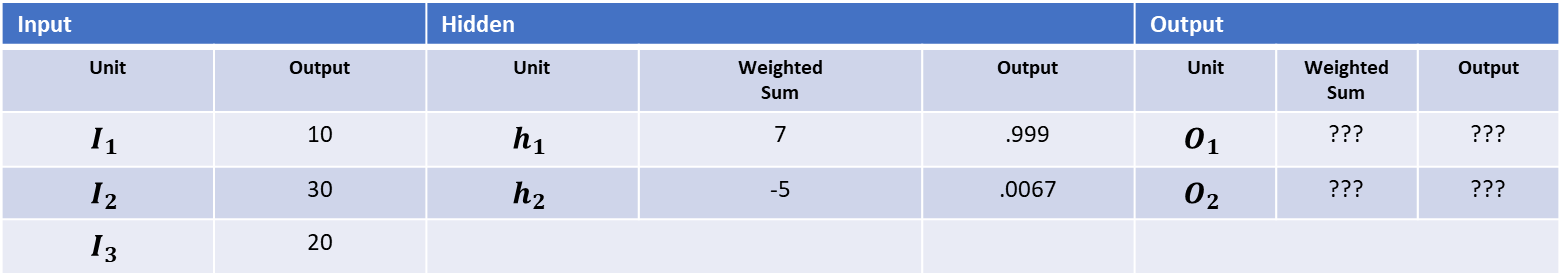 Input Hidden Output
Unit Output Unit Weighted Sum Output Unit Weighted Sum Output
I₁ 10 h₁ 7 .999 O₁ ??? ???
I₂ 30 h₂ -5 .0067 O₂ ??? ???
I₃ 20